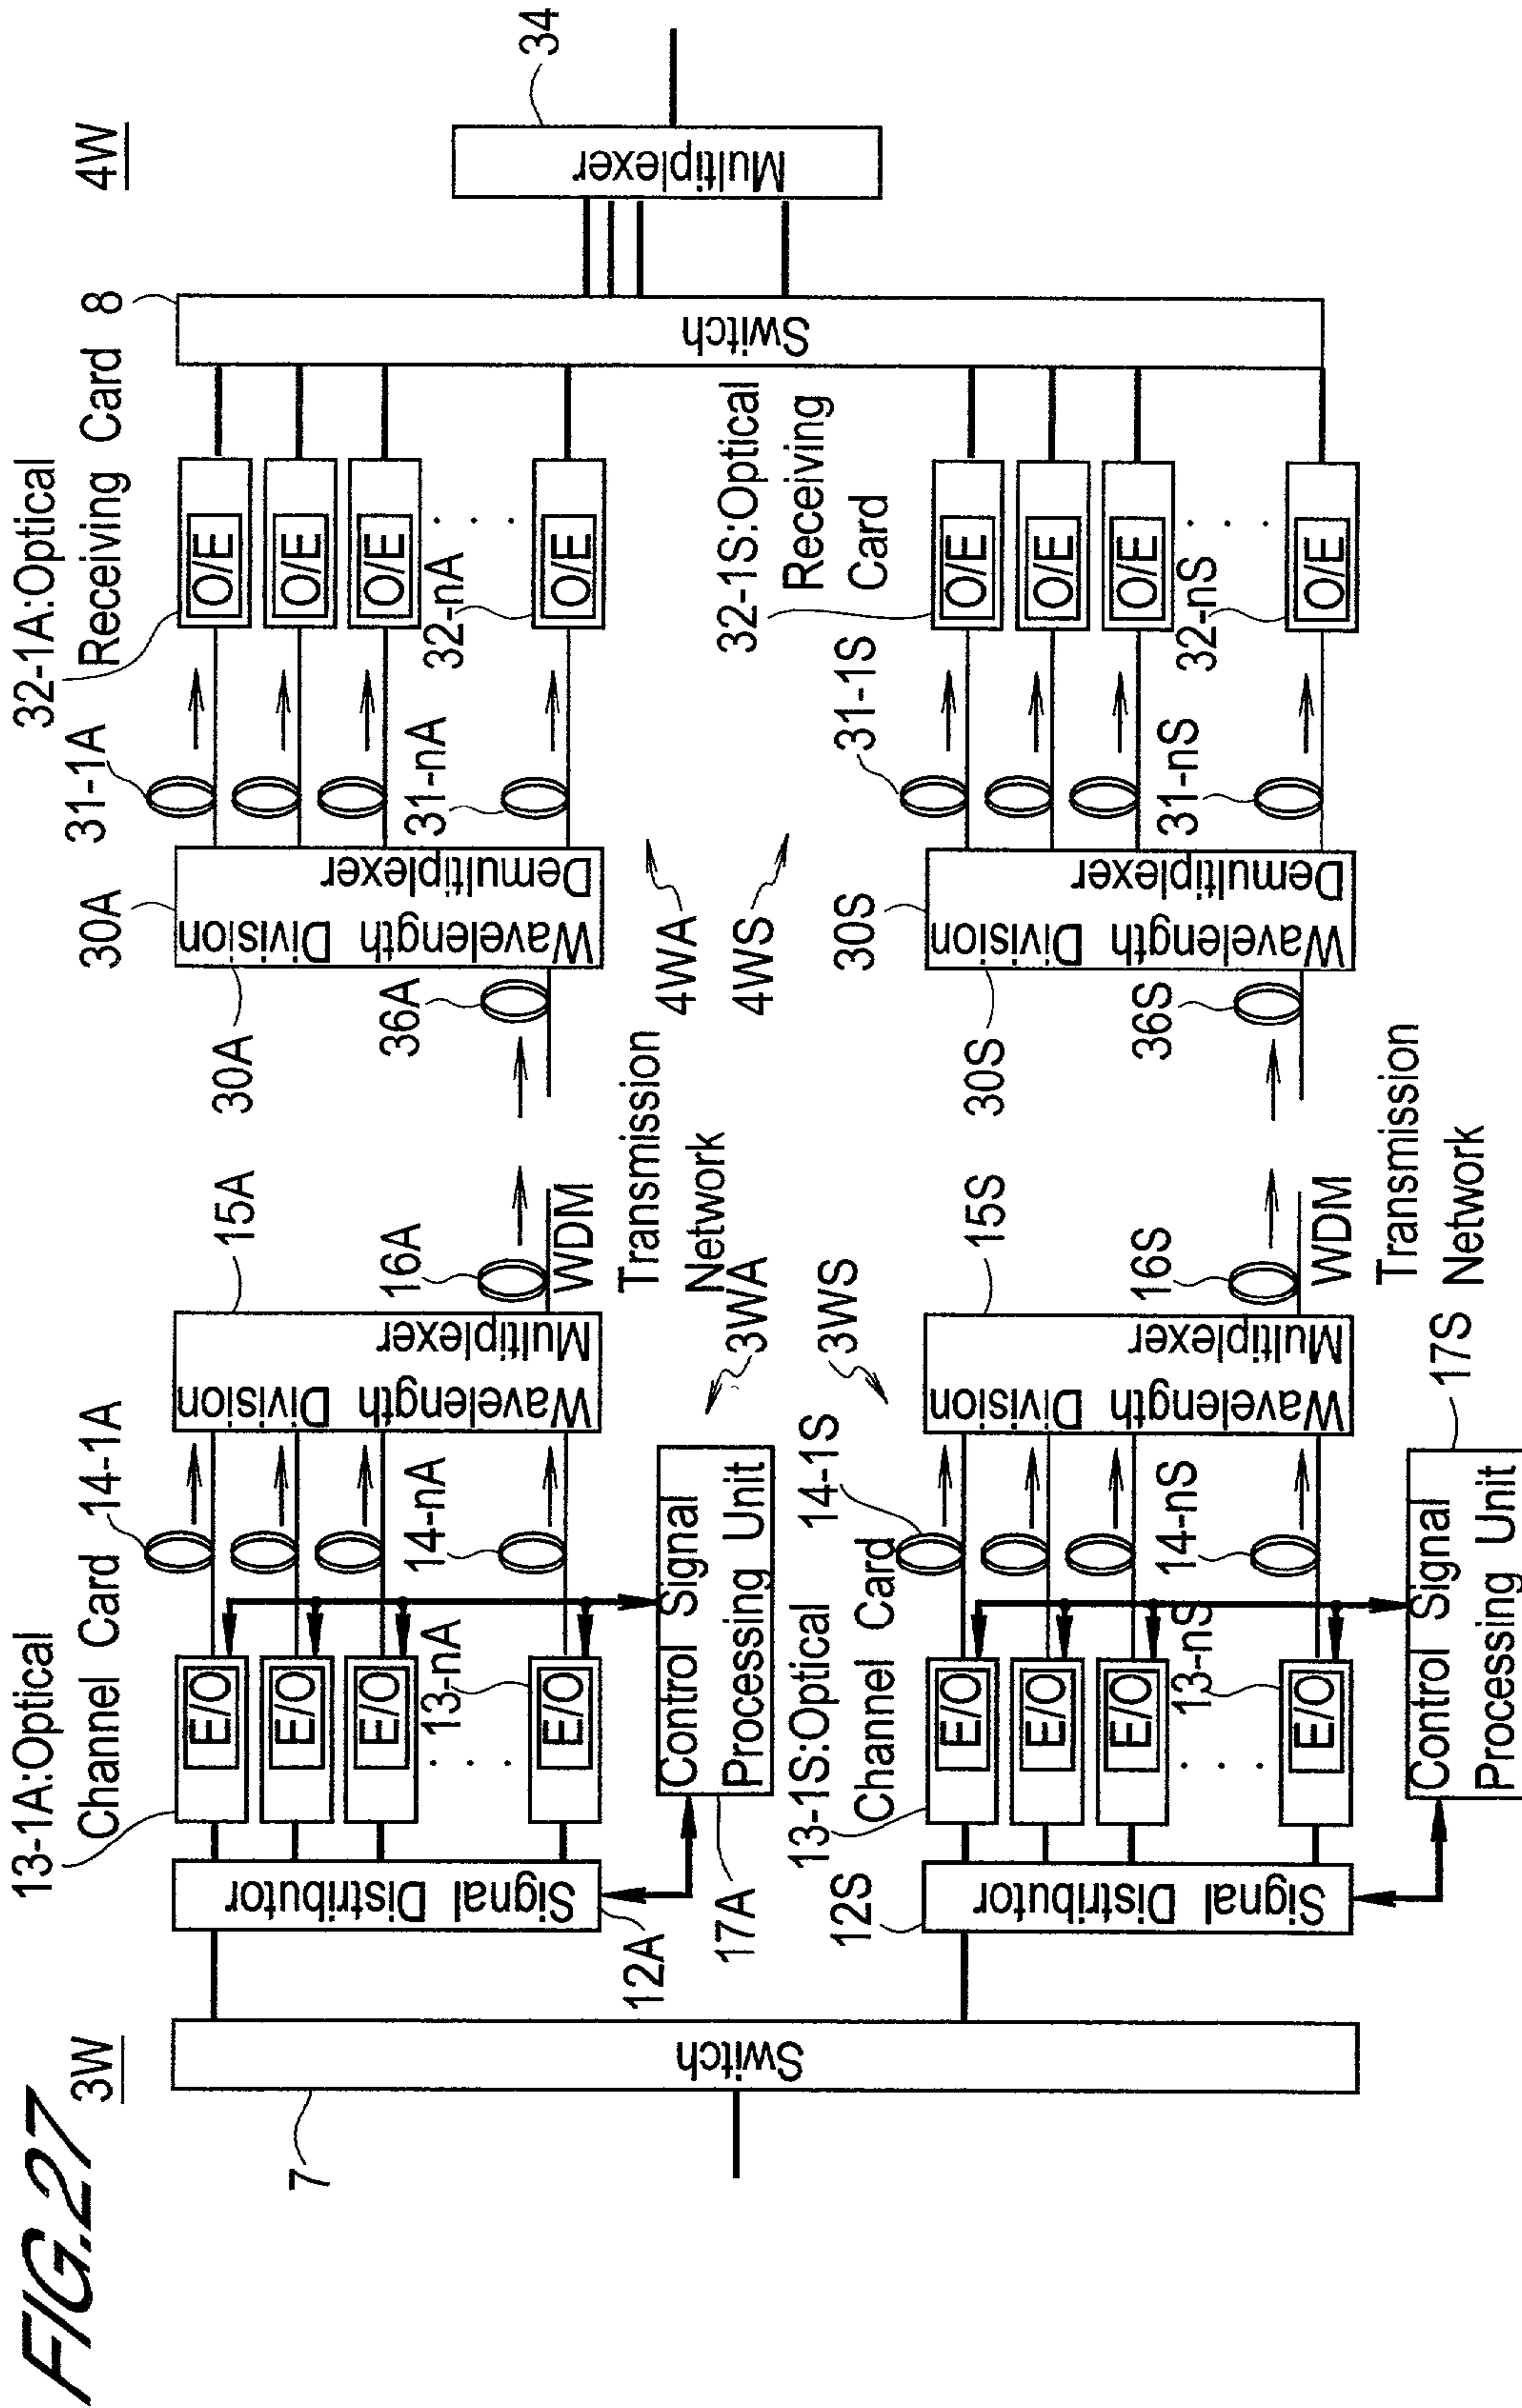 FIG.27
3W
4W
7
Switch
12A
Signal Distributor
13-1A:Optical
Channel Card
E/O
E/O
E/O
. . .
13-nA
E/O
14-1A
14-nA
17A
Control Signal
Processing Unit
15A
Wavelength Division
Multiplexer
16A
WDM
Transmission
Network
3WA
36A
30A
30A
Wavelength Division
Demultiplexer
4WA
31-1A
31-nA
32-1A:Optical
Receiving Card
O/E
O/E
O/E
. . .
32-nA
O/E
8
Switch
34
Multiplexer
12S
Signal Distributor
13-1S:Optical
Channel Card
E/O
E/O
E/O
. . .
13-nS
E/O
14-1S
14-nS
17S
Control Signal
Processing Unit
3WS
15S
Wavelength Division
Multiplexer
16S
WDM
Transmission
Network
36S
30S
30S
Wavelength Division
Demultiplexer
4WS
31-1S
31-nS
32-1S:Optical
Receiving
Card
O/E
O/E
O/E
. . .
32-nS
O/E